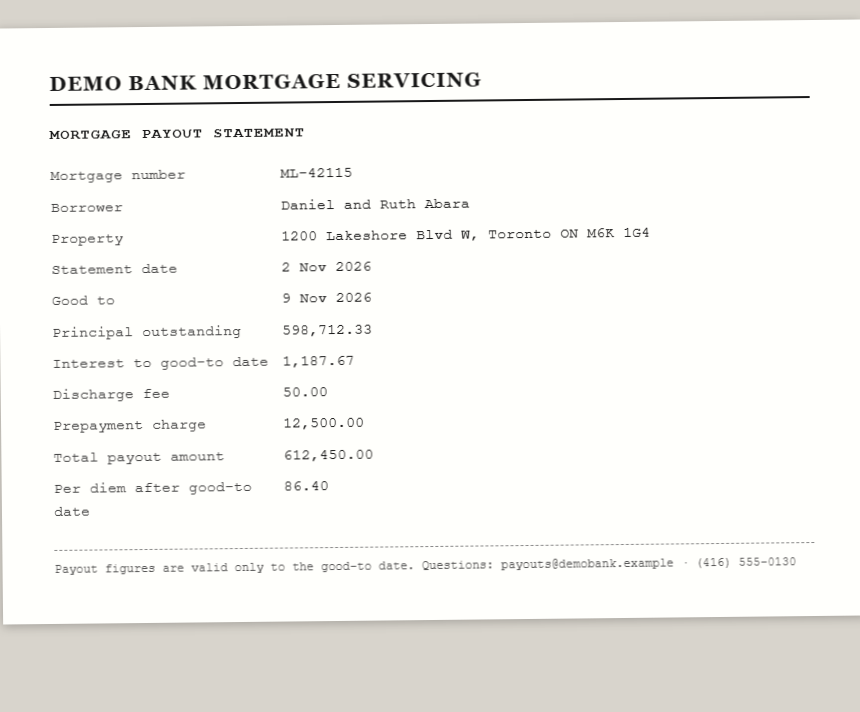 DEMO BANK MORTGAGE SERVICING
MORTGAGE PAYOUT STATEMENT
Mortgage number ML-42115
Borrower Daniel and Ruth Abara
Property 1200 Lakeshore Blvd W, Toronto ON M6K 1G4
Statement date 2 Nov 2026
Good to 9 Nov 2026
Principal outstanding 598,712.33
Interest to good-to date 1,187.67
Discharge fee 50.00
Prepayment charge 12,500.00
Total payout amount 612,450.00
Per diem after good-to 86.40
date
Payout figures are valid only to the good-to date. Questions: payouts@demobank.example · (416) 555-0130